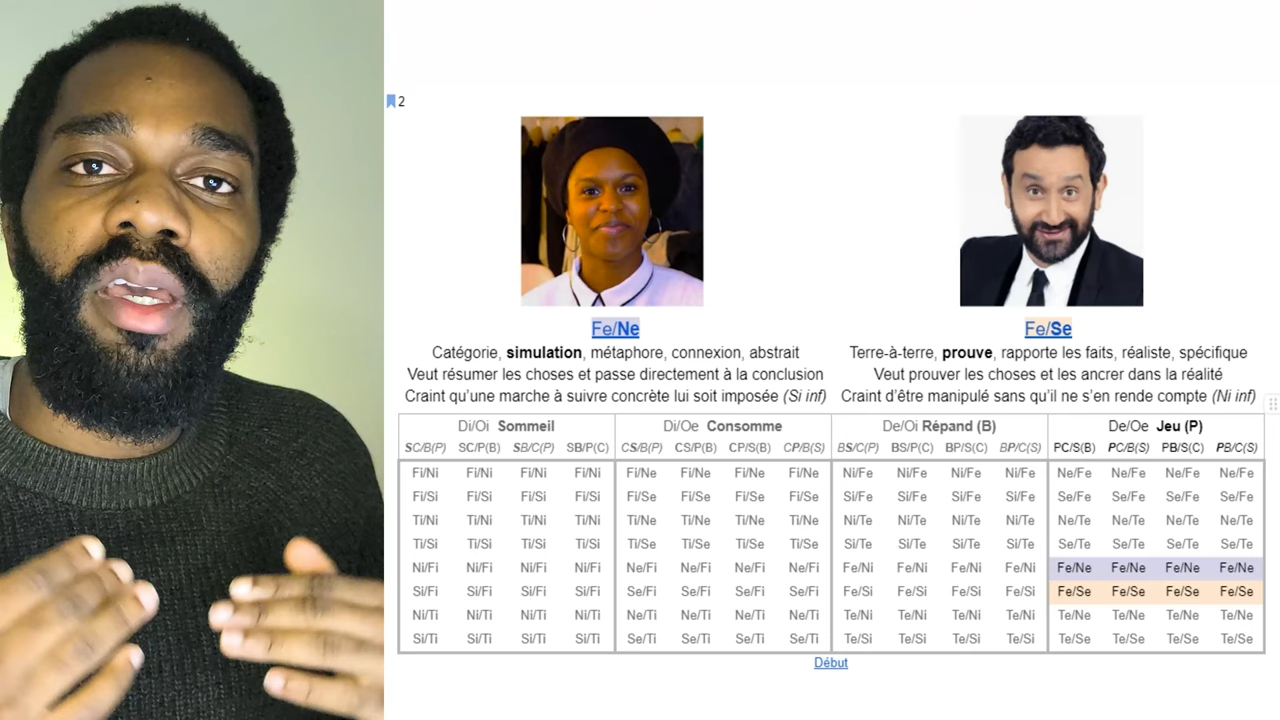 2
Fe/Ne
Catégorie, simulation, métaphore, connexion, abstrait
Veut résumer les choses et passe directement à la conclusion
Craint qu'une marche à suivre concrète lui soit imposée (Si inf)
Fe/Se
Terre-à-terre, prouve, rapporte les faits, réaliste, spécifique
Veut prouver les choses et les ancrer dans la réalité
Craint d'être manipulé sans qu'il ne s'en rende compte (Ni inf)
Di/Oi Sommeil Di/Oe Consomme De/Oi Répand (B) De/Oe Jeu (P)
SC/B(P) SC/P(B) SB/C(P) SB/P(C) CS/B(P) CS/P(B) CP/S(B) CP/B(S) BS/C(P) BS/P(C) BP/S(C) BP/C(S) PC/S(B) PC/B(S) PB/S(C) PB/C(S)
Fi/Ni Fi/Ni Fi/Ni Fi/Ni Fi/Ne Fi/Ne Fi/Ne Fi/Ne Ni/Fe Ni/Fe Ni/Fe Ni/Fe Ne/Fe Ne/Fe Ne/Fe Ne/Fe
Fi/Si Fi/Si Fi/Si Fi/Si Fi/Se Fi/Se Fi/Se Fi/Se Si/Fe Si/Fe Si/Fe Si/Fe Se/Fe Se/Fe Se/Fe Se/Fe
Ti/Ni Ti/Ni Ti/Ni Ti/Ni Ti/Ne Ti/Ne Ti/Ne Ti/Ne Ni/Te Ni/Te Ni/Te Ni/Te Ne/Te Ne/Te Ne/Te Ne/Te
Ti/Si Ti/Si Ti/Si Ti/Si Ti/Se Ti/Se Ti/Se Ti/Se Si/Te Si/Te Si/Te Si/Te Se/Te Se/Te Se/Te Se/Te
Ni/Fi Ni/Fi Ni/Fi Ni/Fi Ne/Fi Ne/Fi Ne/Fi Ne/Fi Fe/Ni Fe/Ni Fe/Ni Fe/Ni Fe/Ne Fe/Ne Fe/Ne Fe/Ne
Si/Fi Si/Fi Si/Fi Si/Fi Se/Fi Se/Fi Se/Fi Se/Fi Fe/Si Fe/Si Fe/Si Fe/Si Fe/Se Fe/Se Fe/Se Fe/Se
Ni/Ti Ni/Ti Ni/Ti Ni/Ti Ne/Ti Ne/Ti Ne/Ti Ne/Ti Te/Ni Te/Ni Te/Ni Te/Ni Te/Ne Te/Ne Te/Ne Te/Ne
Si/Ti Si/Ti Si/Ti Si/Ti Se/Ti Se/Ti Se/Ti Se/Ti Te/Si Te/Si Te/Si Te/Si Te/Se Te/Se Te/Se Te/Se
Début